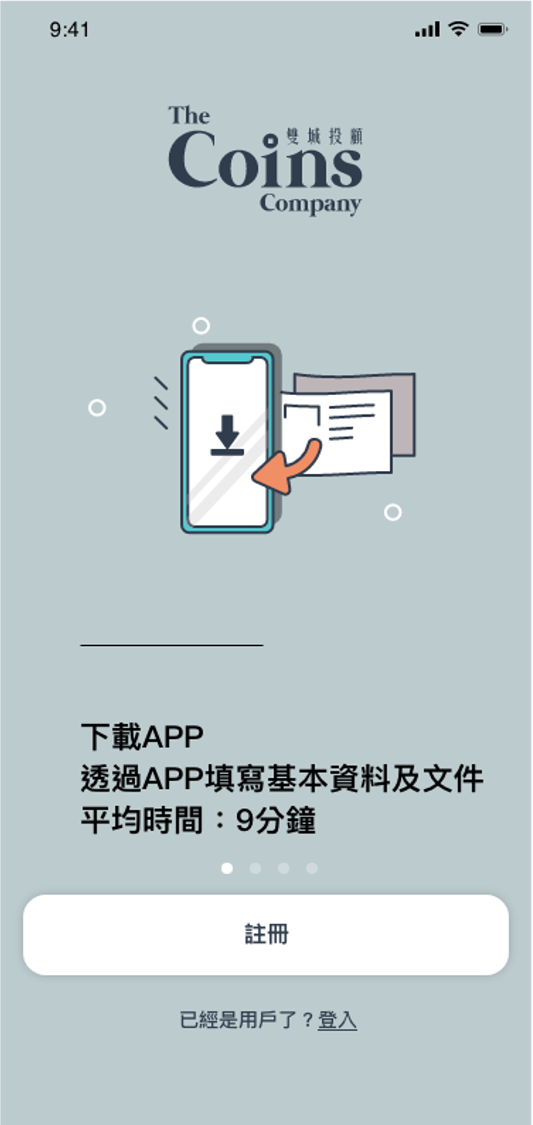 9:41
The
雙城投顧
Coins
Company
下載APP
透過APP填寫基本資料及文件
平均時間：9分鐘
註冊
已經是用戶了？登入